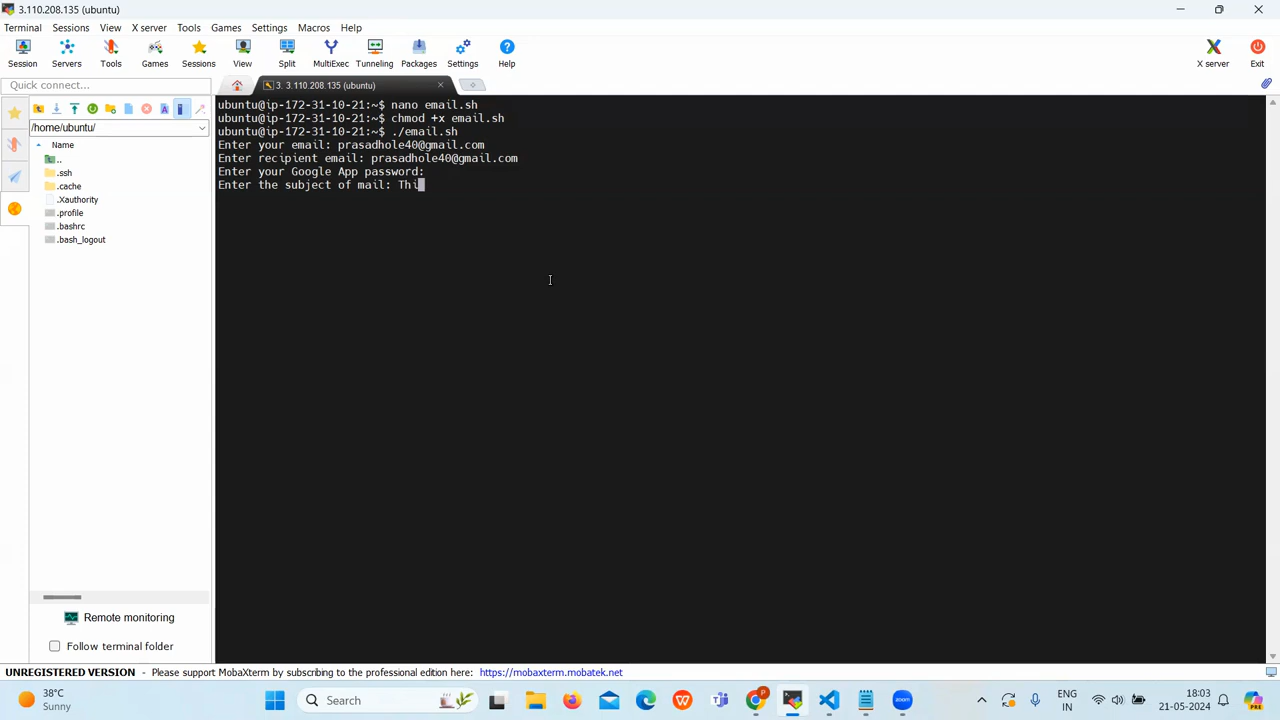 3.110.208.135 (ubuntu)
Terminal Sessions View X server Tools Games Settings Macros Help
Session Servers Tools Games Sessions View Split MultiExec Tunneling Packages Settings Help X server Exit
Quick connect...
3. 3.110.208.135 (ubuntu)
/home/ubuntu/
Name
..
.ssh
.cache
.Xauthority
.profile
.bashrc
.bash_logout
ubuntu@ip-172-31-10-21:~$ nano email.sh
ubuntu@ip-172-31-10-21:~$ chmod +x email.sh
ubuntu@ip-172-31-10-21:~$ ./email.sh
Enter your email: prasadhole40@gmail.com
Enter recipient email: prasadhole40@gmail.com
Enter your Google App password:
Enter the subject of mail: Thi
Remote monitoring
Follow terminal folder
UNREGISTERED VERSION - Please support MobaXterm by subscribing to the professional edition here: https://mobaxterm.mobatek.net
38°C
Sunny
Search
zoom
ENG
IN
18:03
21-05-2024